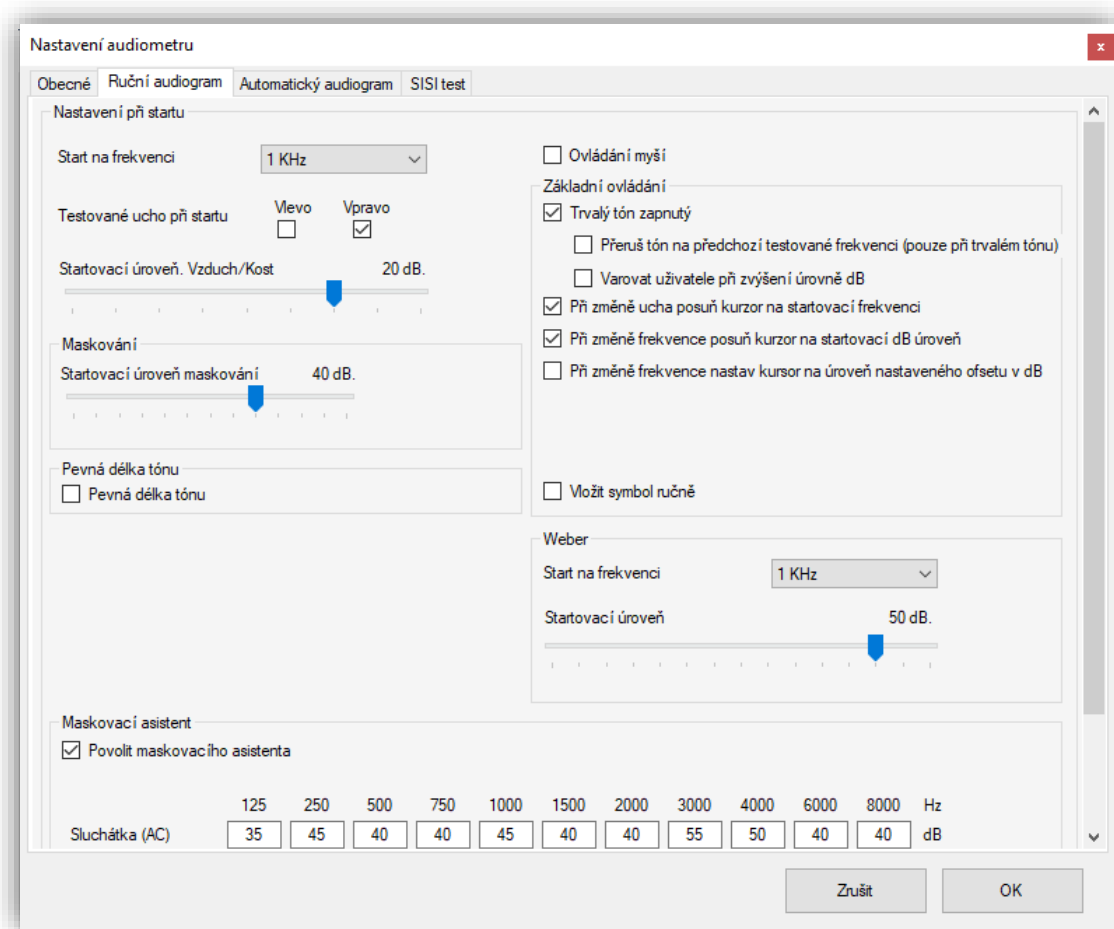 Nastavení audiometru
x
Obecné Ruční audiogram Automatický audiogram SISI test
Nastavení při startu
Start na frekvenci 1 KHz
Testované ucho při startu Vlevo Vpravo
Startovací úroveň. Vzduch/Kost 20 dB.
Maskování
Startovací úroveň maskování 40 dB.
Pevná délka tónu
Pevná délka tónu
Ovládání myší
Základní ovládání
Trvalý tón zapnutý
Přeruš tón na předchozí testované frekvenci (pouze při trvalém tónu)
Varovat uživatele při zvýšení úrovně dB
Při změně ucha posuň kurzor na startovací frekvenci
Při změně frekvence posuň kurzor na startovací dB úroveň
Při změně frekvence nastav kursor na úroveň nastaveného ofsetu v dB
Vložit symbol ručně
Weber
Start na frekvenci 1 KHz
Startovací úroveň 50 dB.
Maskovací asistent
Povolit maskovacího asistenta
125 250 500 750 1000 1500 2000 3000 4000 6000 8000 Hz
Sluchátka (AC) 35 45 40 40 45 40 40 55 50 40 40 dB
Zrušit OK